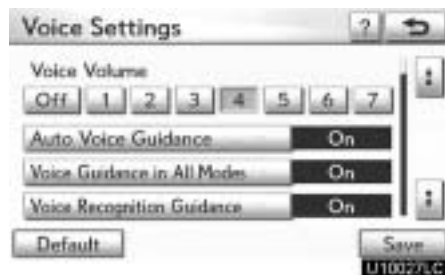 Voice Settings ?
Voice Volume
Off 1 2 3 4 5 6 7
Auto Voice Guidance On
Voice Guidance in All Modes On
Voice Recognition Guidance On
Default Save